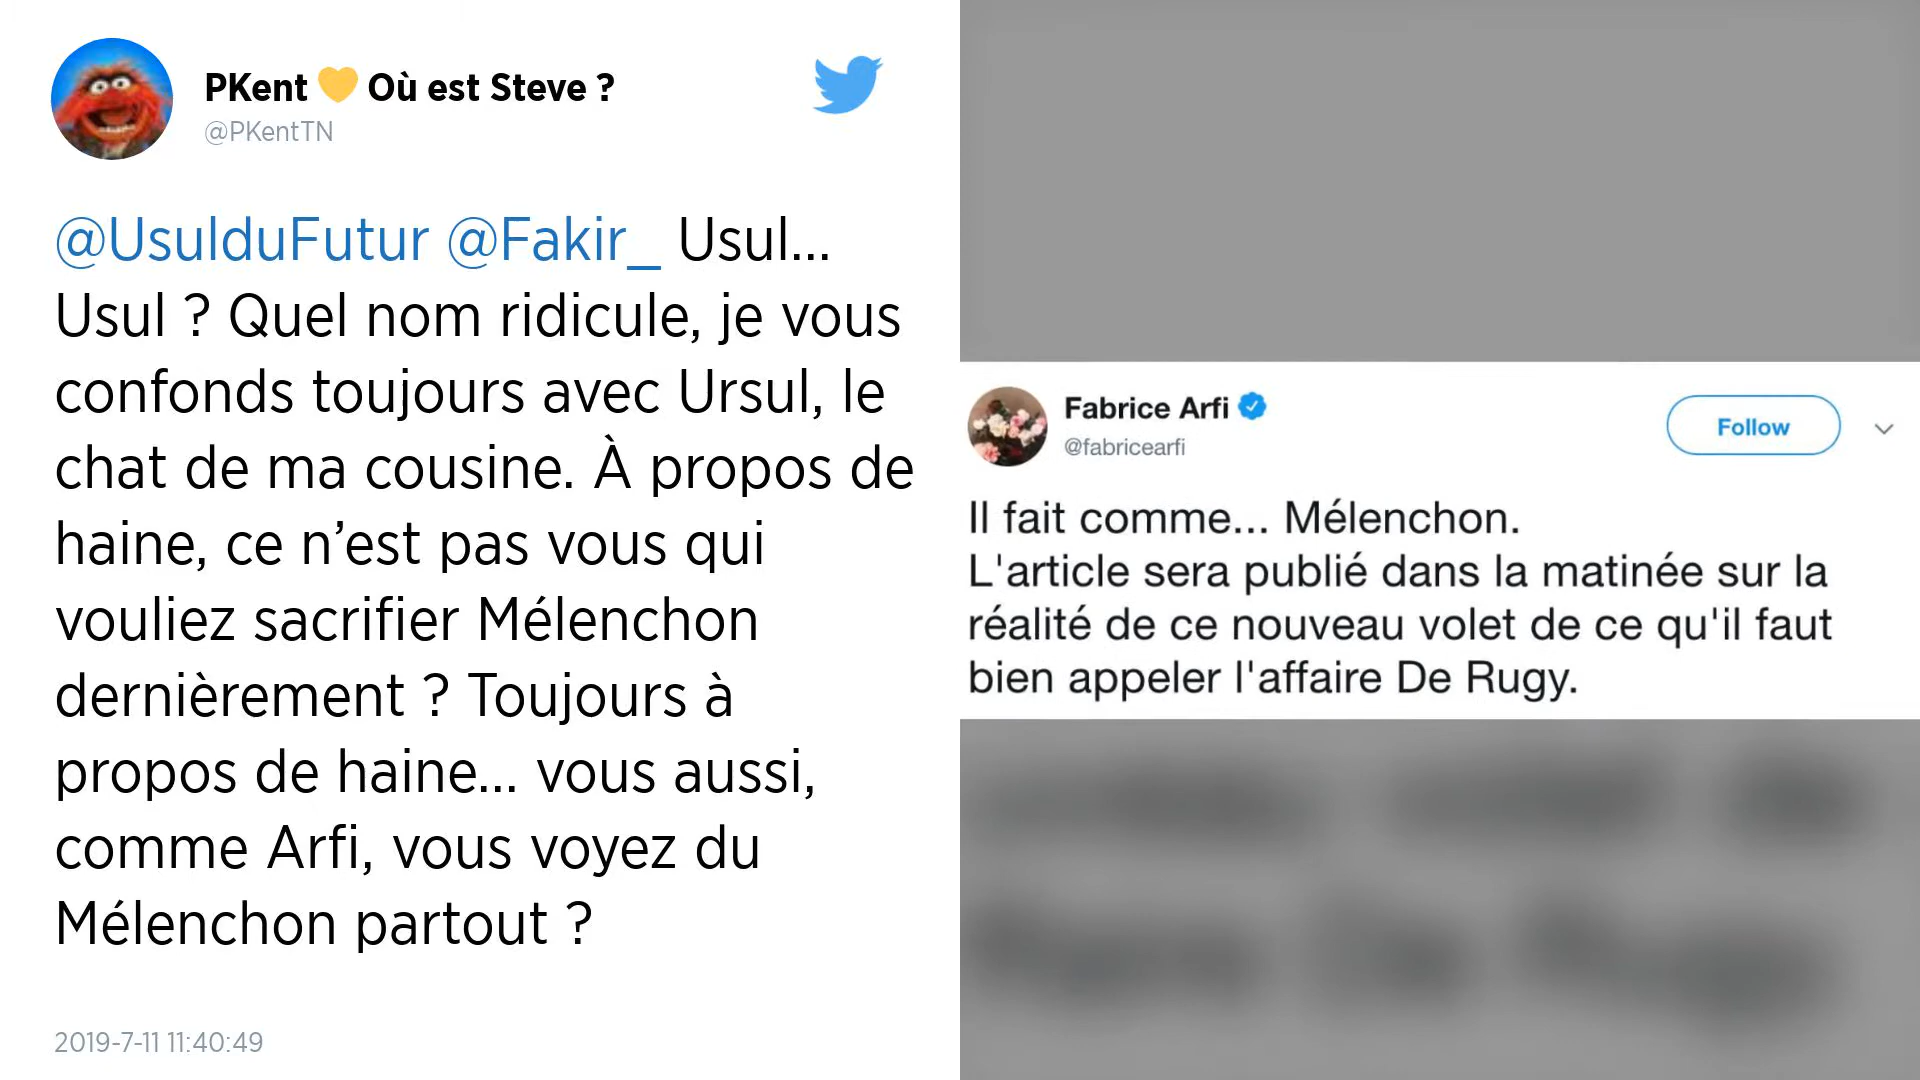 PKent 💛 Où est Steve ?
@PKentTN
@UsulduFutur @Fakir_ Usul...
Usul ? Quel nom ridicule, je vous
confonds toujours avec Ursul, le
chat de ma cousine. À propos de
haine, ce n’est pas vous qui
vouliez sacrifier Mélenchon
dernièrement ? Toujours à
propos de haine... vous aussi,
comme Arfi, vous voyez du
Mélenchon partout ?
2019-7-11 11:40:49
Fabrice Arfi
@fabricearfi
Follow
Il fait comme... Mélenchon.
L'article sera publié dans la matinée sur la
réalité de ce nouveau volet de ce qu'il faut
bien appeler l'affaire De Rugy.